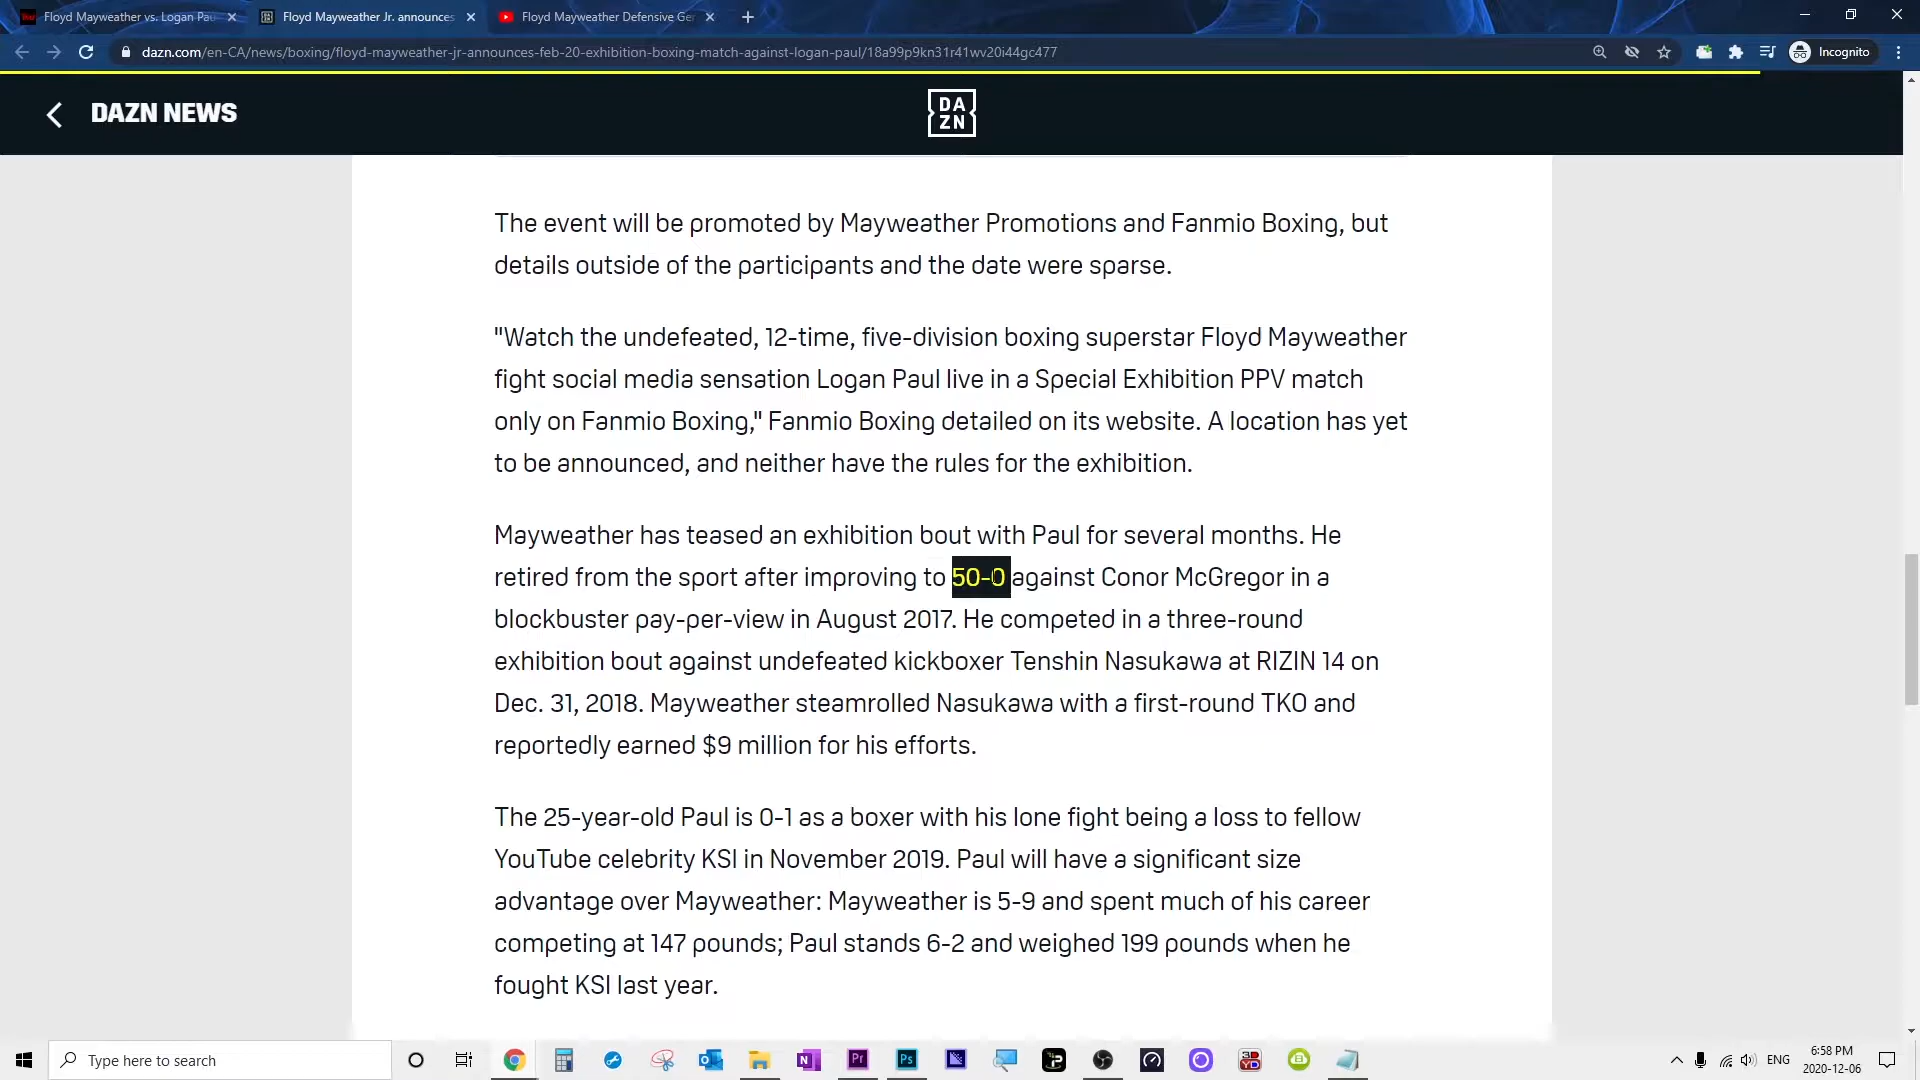 Floyd Mayweather vs. Logan Pau
Floyd Mayweather Jr. announces
Floyd Mayweather Defensive Ger
dazn.com/en-CA/news/boxing/floyd-mayweather-jr-announces-feb-20-exhibition-boxing-match-against-logan-paul/18a99p9kn31r41wv20i44gc477
Incognito
DAZN NEWS
DA
ZN
The event will be promoted by Mayweather Promotions and Fanmio Boxing, but
details outside of the participants and the date were sparse.
"Watch the undefeated, 12-time, five-division boxing superstar Floyd Mayweather
fight social media sensation Logan Paul live in a Special Exhibition PPV match
only on Fanmio Boxing," Fanmio Boxing detailed on its website. A location has yet
to be announced, and neither have the rules for the exhibition.
Mayweather has teased an exhibition bout with Paul for several months. He
retired from the sport after improving to 50-0 against Conor McGregor in a
blockbuster pay-per-view in August 2017. He competed in a three-round
exhibition bout against undefeated kickboxer Tenshin Nasukawa at RIZIN 14 on
Dec. 31, 2018. Mayweather steamrolled Nasukawa with a first-round TKO and
reportedly earned $9 million for his efforts.
The 25-year-old Paul is 0-1 as a boxer with his lone fight being a loss to fellow
YouTube celebrity KSI in November 2019. Paul will have a significant size
advantage over Mayweather: Mayweather is 5-9 and spent much of his career
competing at 147 pounds; Paul stands 6-2 and weighed 199 pounds when he
fought KSI last year.
Type here to search
Pr
Ps
ENG
6:58 PM
2020-12-06